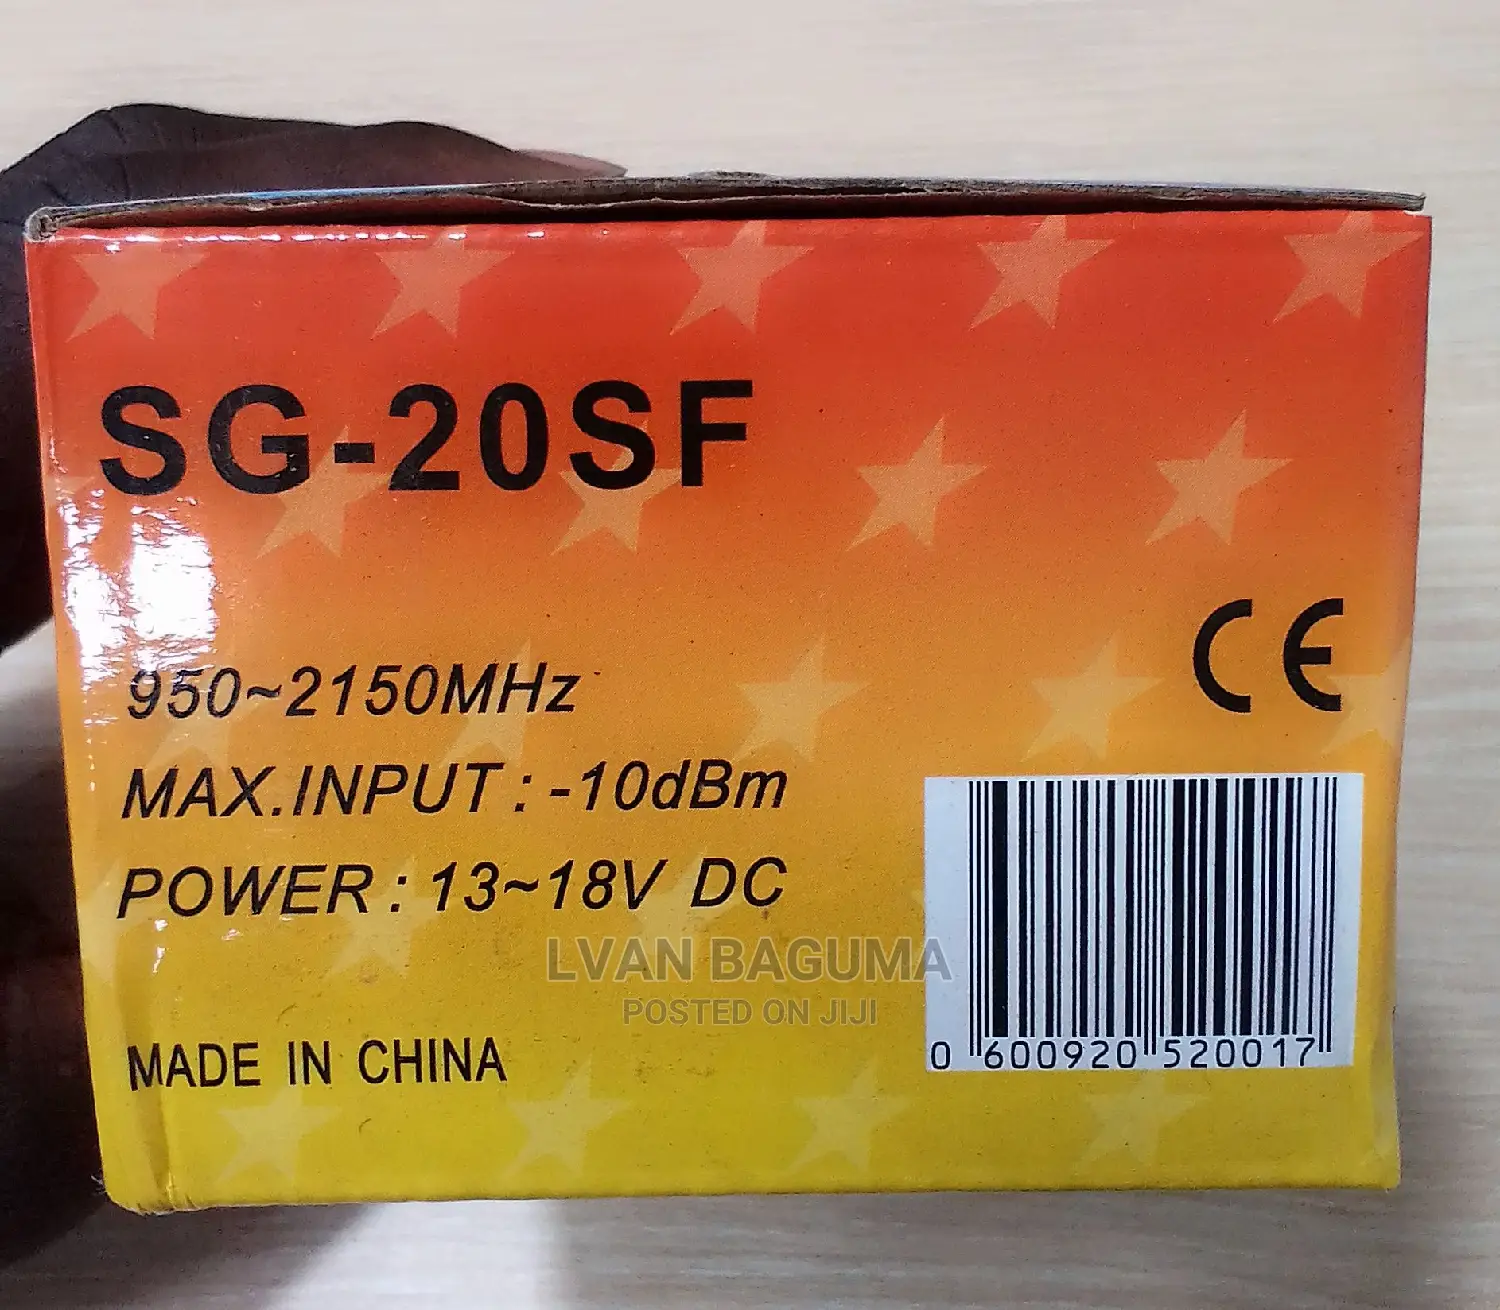 SG-20SF
CE
950~2150MHz
MAX.INPUT : -10dBm
POWER : 13~18V DC
LVAN BAGUMA
POSTED ON JIJI
MADE IN CHINA
0 600920 520017